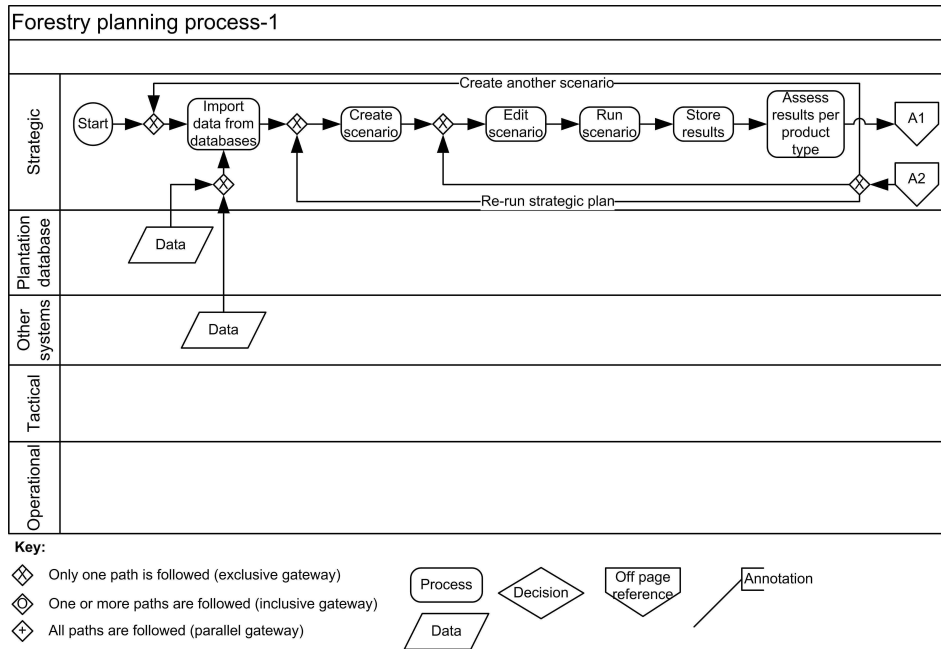 Forestry planning process-1
Strategic
Create another scenario
Start
Import
data from
databases
Create
scenario
Edit
scenario
Run
scenario
Store
results
Assess
results per
product
type
A1
A2
Re-run strategic plan
Plantation
database
Data
Other
systems
Data
Tactical
Operational
Key:
Only one path is followed (exclusive gateway)
One or more paths are followed (inclusive gateway)
All paths are followed (parallel gateway)
Process
Data
Decision
Off page
reference
Annotation